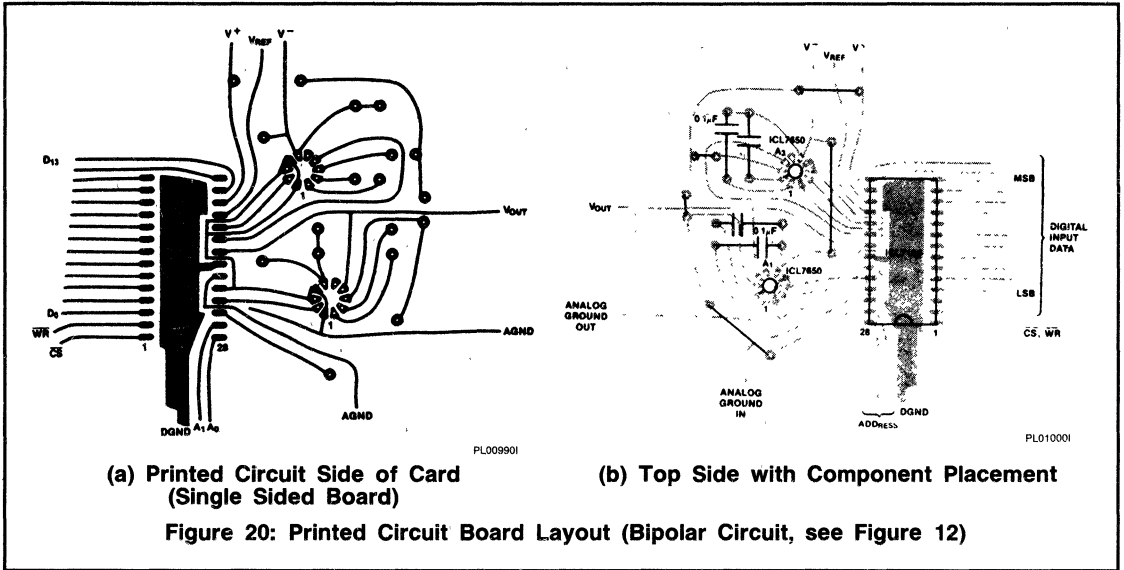 V+ VREF V−
D13
1
VOUT
D0
1
WR
CS
1
28
AGND
AGND
DGND A1 A0
PL00990I
(a) Printed Circuit Side of Card
(Single Sided Board)
V− VREF
0.1μF
ICL7650
A3
1
MSB
VOUT
DIGITAL
INPUT
DATA
0.1μF
A1
ICL7650
LSB
ANALOG
GROUND
OUT
1
28
1
CS, WR
ANALOG
GROUND
IN
ADDRESS
DGND
PL01000I
(b) Top Side with Component Placement
Figure 20: Printed Circuit Board Layout (Bipolar Circuit, see Figure 12)